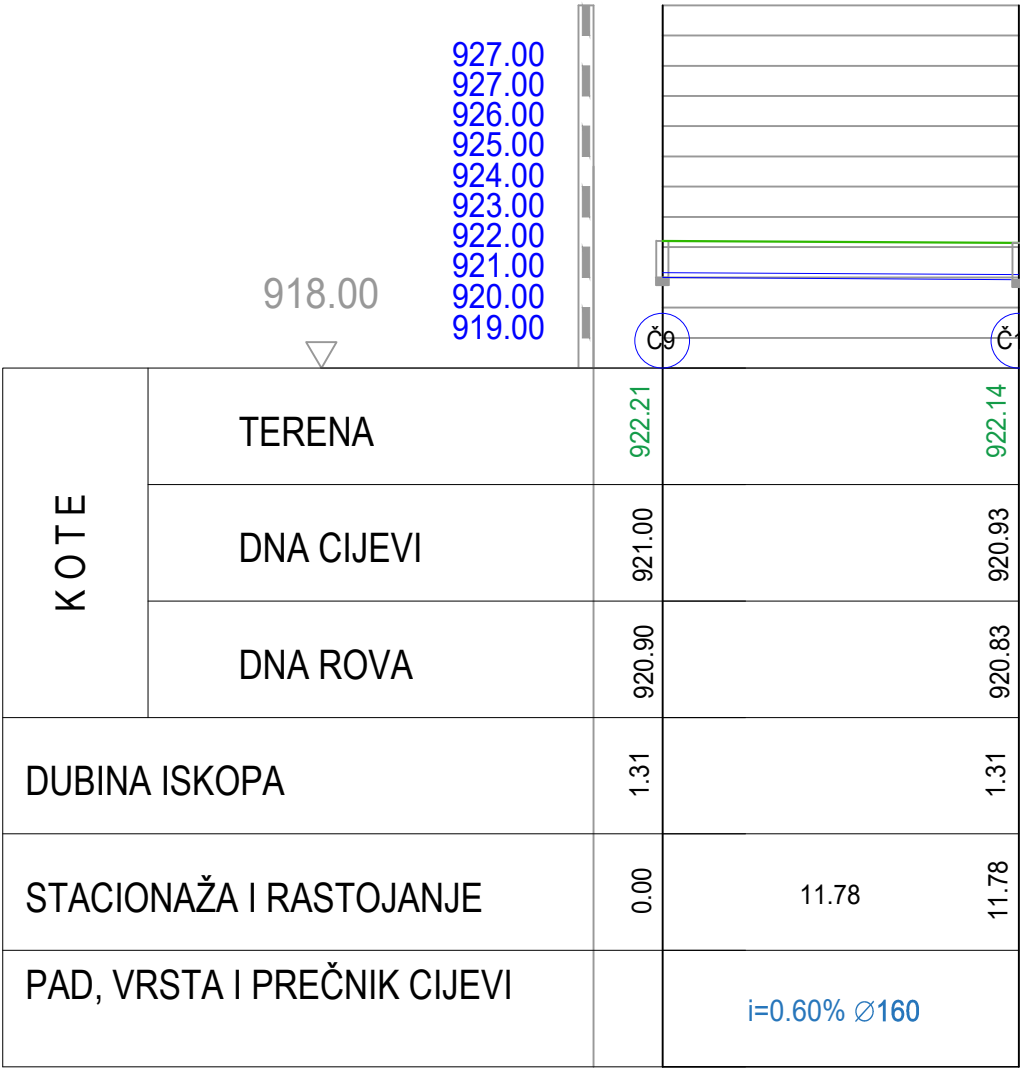 927.00
927.00
926.00
925.00
924.00
923.00
922.00
921.00
920.00
919.00
918.00
Č9
KOTE
TERENA
922.21
922.14
DNA CIJEVI
921.00
920.93
DNA ROVA
920.90
920.83
DUBINA ISKOPA
1.31
1.31
STACIONAŽA I RASTOJANJE
0.00
11.78
11.78
PAD, VRSTA I PREČNIK CIJEVI
i=0.60% ∅160